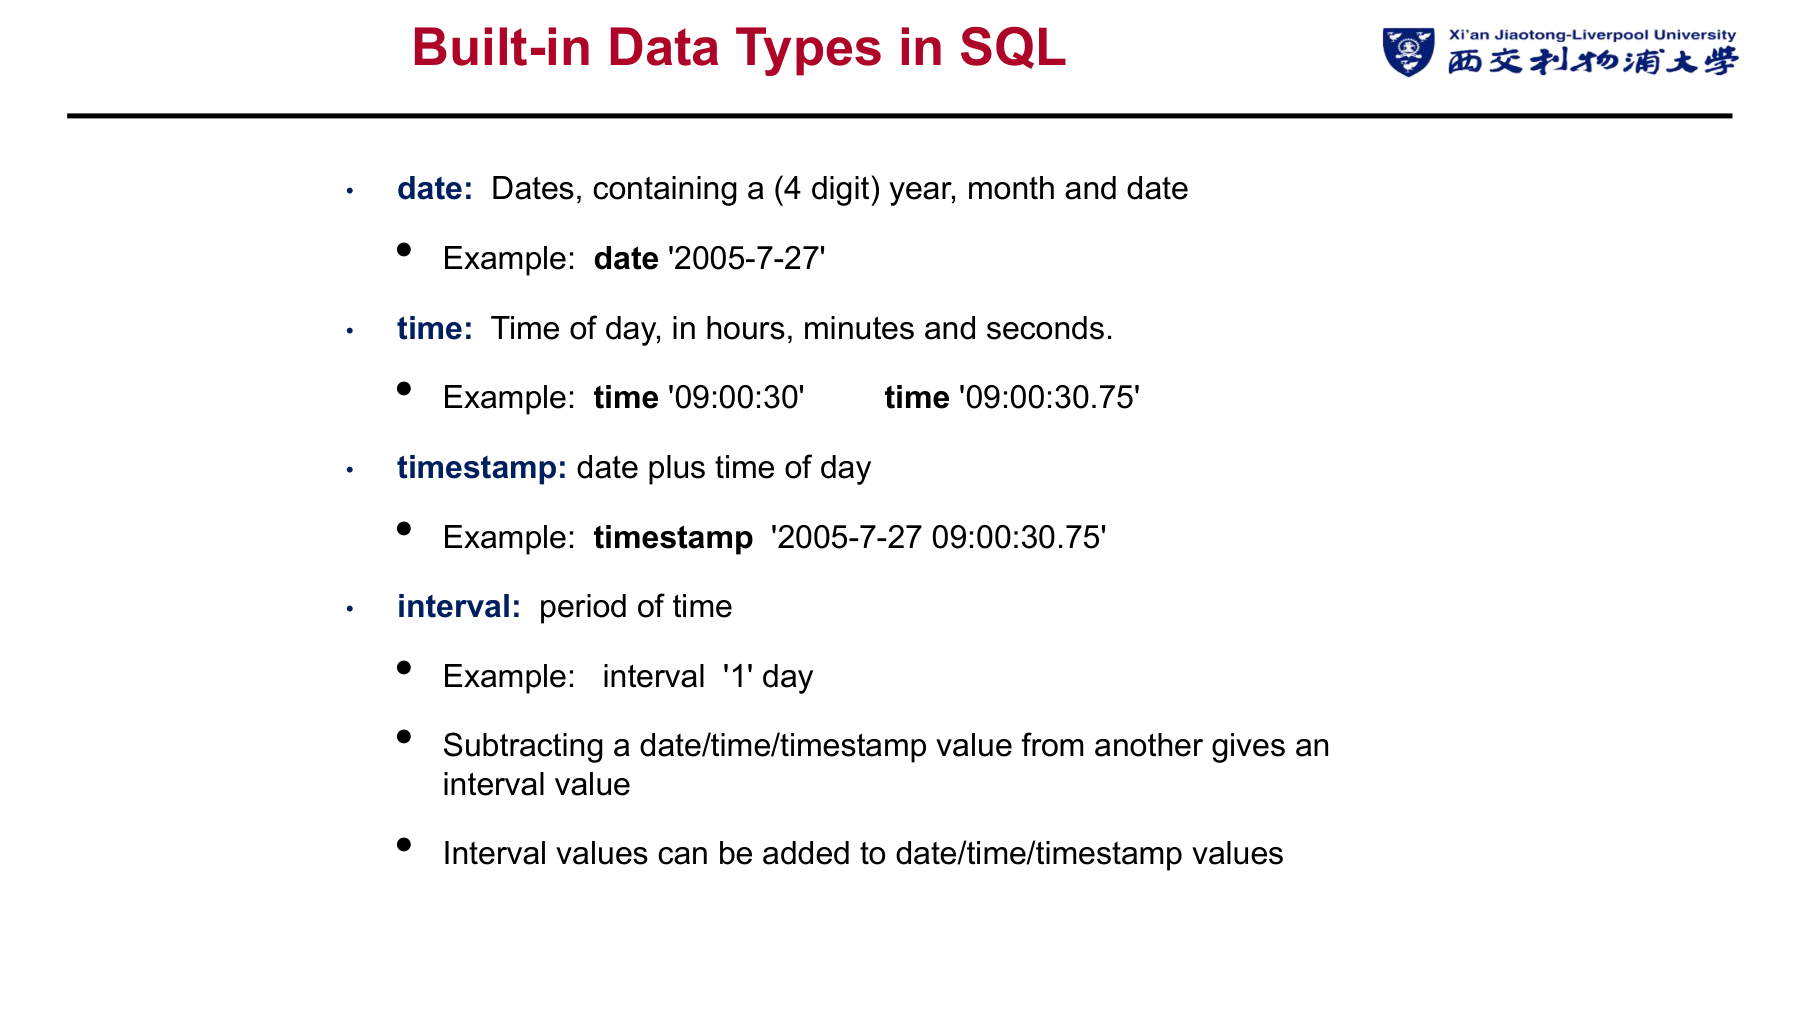 Built-in Data Types in SQL
Xi'an Jiaotong-Liverpool University
西交利物浦大學
• date: Dates, containing a (4 digit) year, month and date
• Example: date '2005-7-27'
• time: Time of day, in hours, minutes and seconds.
• Example: time '09:00:30' time '09:00:30.75'
• timestamp: date plus time of day
• Example: timestamp '2005-7-27 09:00:30.75'
• interval: period of time
• Example: interval '1' day
• Subtracting a date/time/timestamp value from another gives an
interval value
• Interval values can be added to date/time/timestamp values